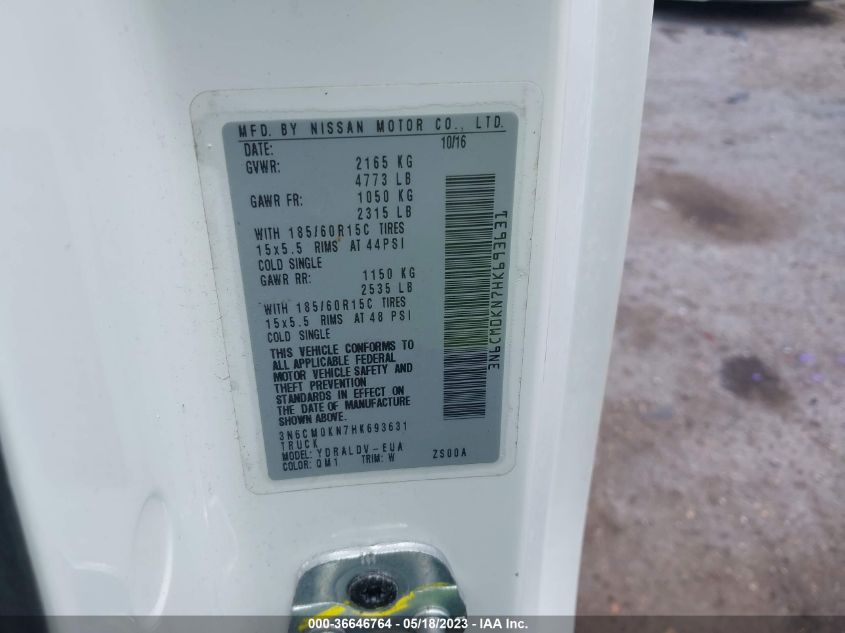 MFD. BY NISSAN MOTOR CO., LTD.
DATE: 10/16
GVWR: 2165 KG
4773 LB
GAWR FR: 1050 KG
2315 LB
WITH 185/60R15C TIRES
15x5.5 RIMS AT 44PSI
COLD SINGLE
GAWR RR: 1150 KG
2535 LB
WITH 185/60R15C TIRES
15x5.5 RIMS AT 48 PSI
COLD SINGLE
THIS VEHICLE CONFORMS TO
ALL APPLICABLE FEDERAL
MOTOR VEHICLE SAFETY AND
THEFT PREVENTION
STANDARDS IN EFFECT ON
THE DATE OF MANUFACTURE
SHOWN ABOVE.
3N6CM0KN7HK693631
TRUCK
MODEL: YDRALDV-EUA ZS00A
COLOR: QM1 TRIM: W
3N6CM0KN7HK693631
000-36646764 - 05/18/2023 - IAA Inc.